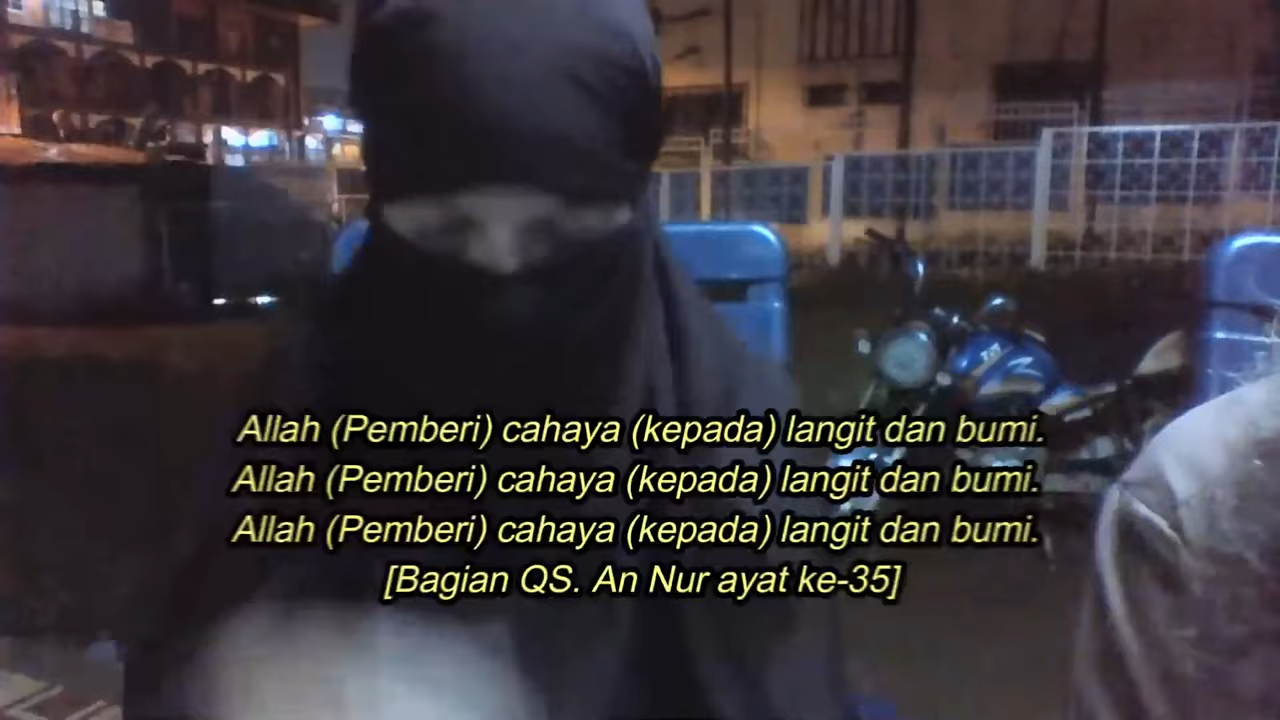 Allah (Pemberi) cahaya (kepada) langit dan bumi.
Allah (Pemberi) cahaya (kepada) langit dan bumi.
Allah (Pemberi) cahaya (kepada) langit dan bumi.
[Bagian QS. An Nur ayat ke-35]